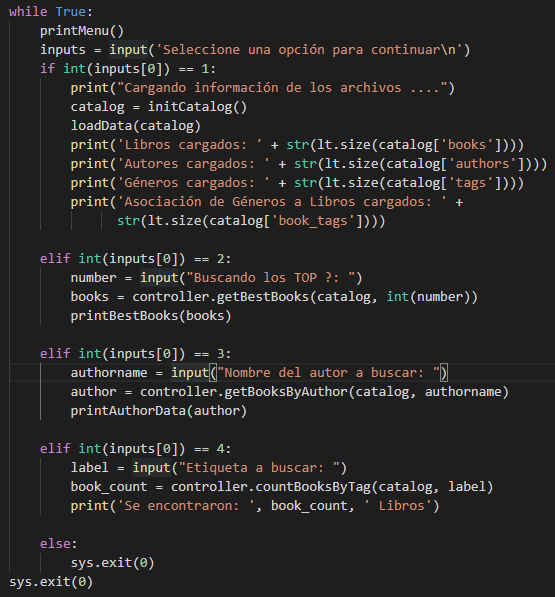 while True:
    printMenu()
    inputs = input('Seleccione una opción para continuar\n')
    if int(inputs[0]) == 1:
        print("Cargando información de los archivos ....")
        catalog = initCatalog()
        loadData(catalog)
        print('Libros cargados: ' + str(lt.size(catalog['books'])))
        print('Autores cargados: ' + str(lt.size(catalog['authors'])))
        print('Géneros cargados: ' + str(lt.size(catalog['tags'])))
        print('Asociación de Géneros a Libros cargados: ' +
              str(lt.size(catalog['book_tags'])))

    elif int(inputs[0]) == 2:
        number = input("Buscando los TOP ?: ")
        books = controller.getBestBooks(catalog, int(number))
        printBestBooks(books)

    elif int(inputs[0]) == 3:
        authorname = input("Nombre del autor a buscar: ")
        author = controller.getBooksByAuthor(catalog, authorname)
        printAuthorData(author)

    elif int(inputs[0]) == 4:
        label = input("Etiqueta a buscar: ")
        book_count = controller.countBooksByTag(catalog, label)
        print('Se encontraron: ', book_count, ' Libros')

    else:
        sys.exit(0)
sys.exit(0)